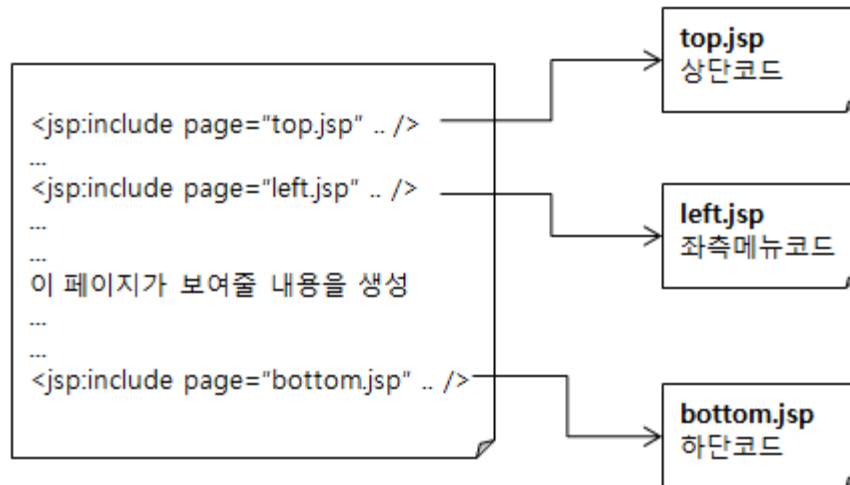 <jsp:include page="top.jsp" .. />
...
<jsp:include page="left.jsp" .. />
...
...
이 페이지가 보여줄 내용을 생성
...
...
<jsp:include page="bottom.jsp" .. />
top.jsp
상단코드
left.jsp
좌측메뉴코드
bottom.jsp
하단코드